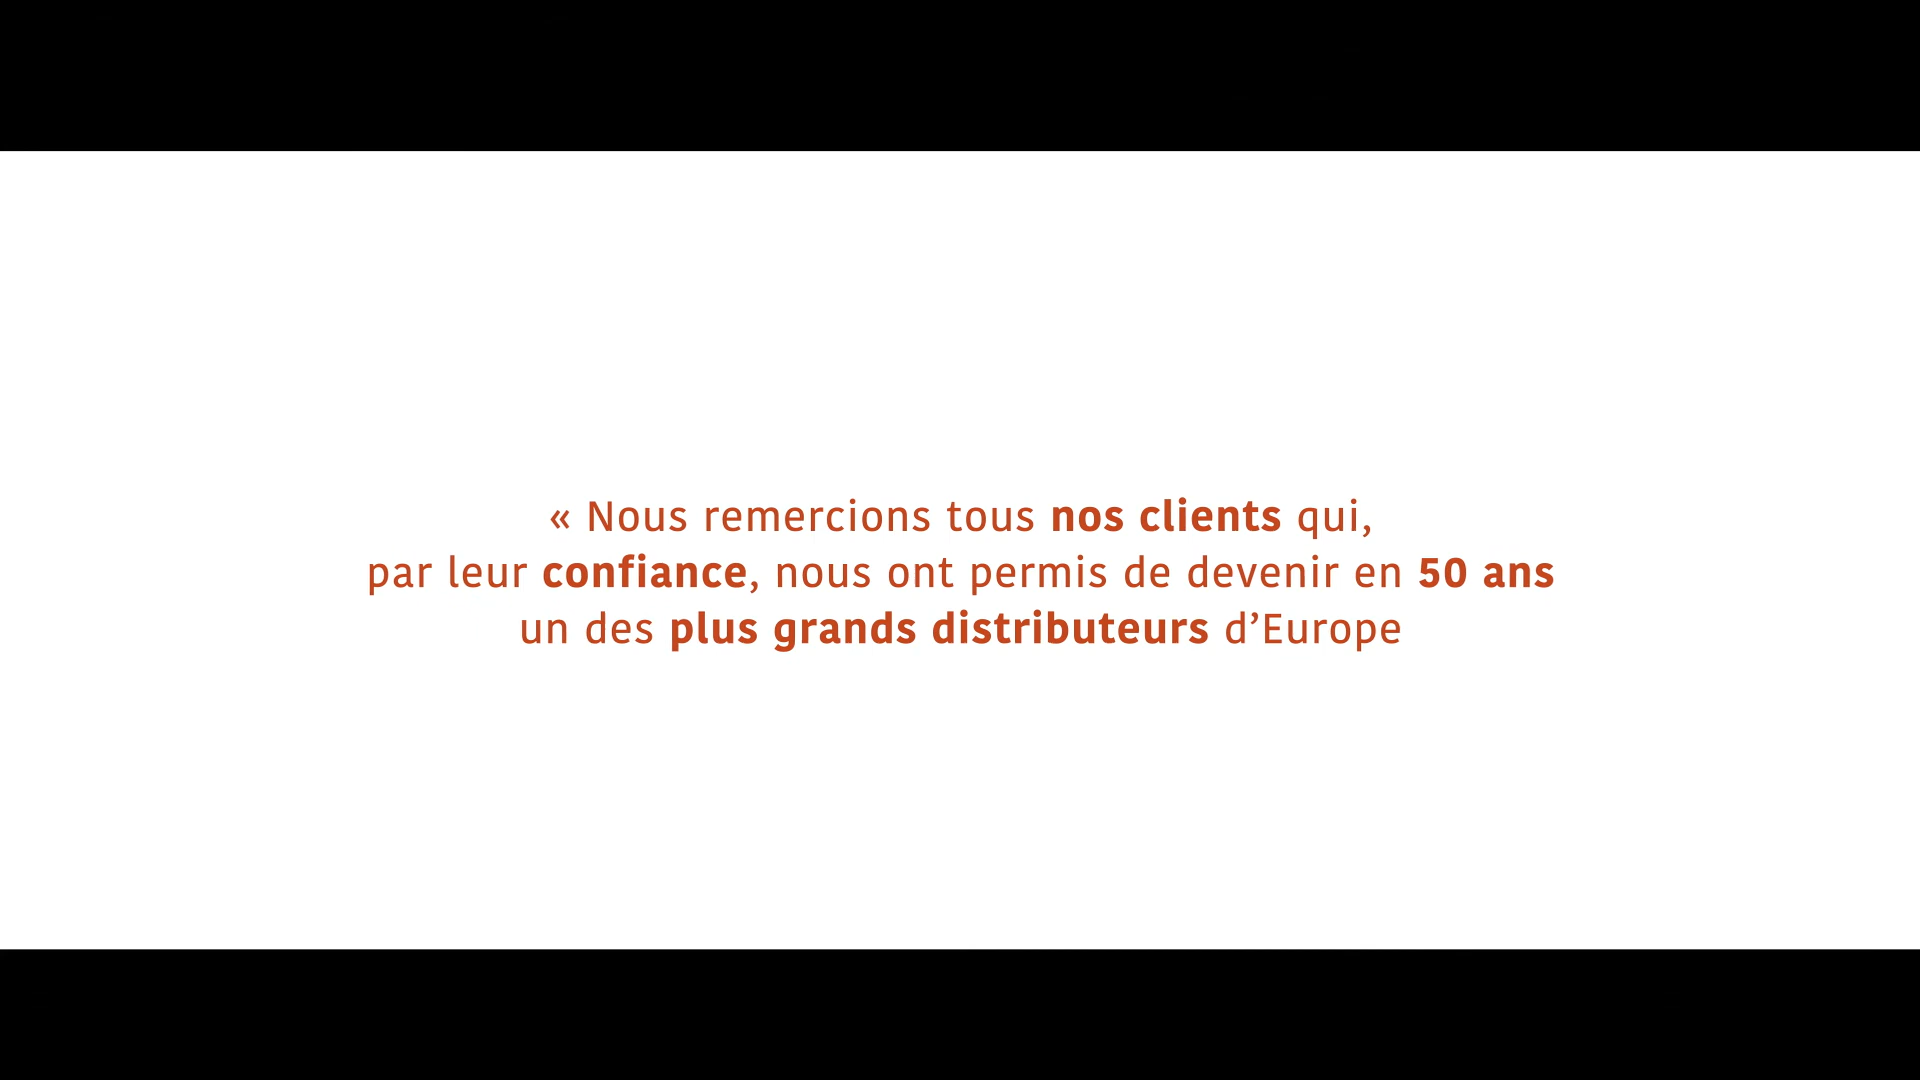 « Nous remercions tous nos clients qui,
par leur confiance, nous ont permis de devenir en 50 ans
un des plus grands distributeurs d’Europe